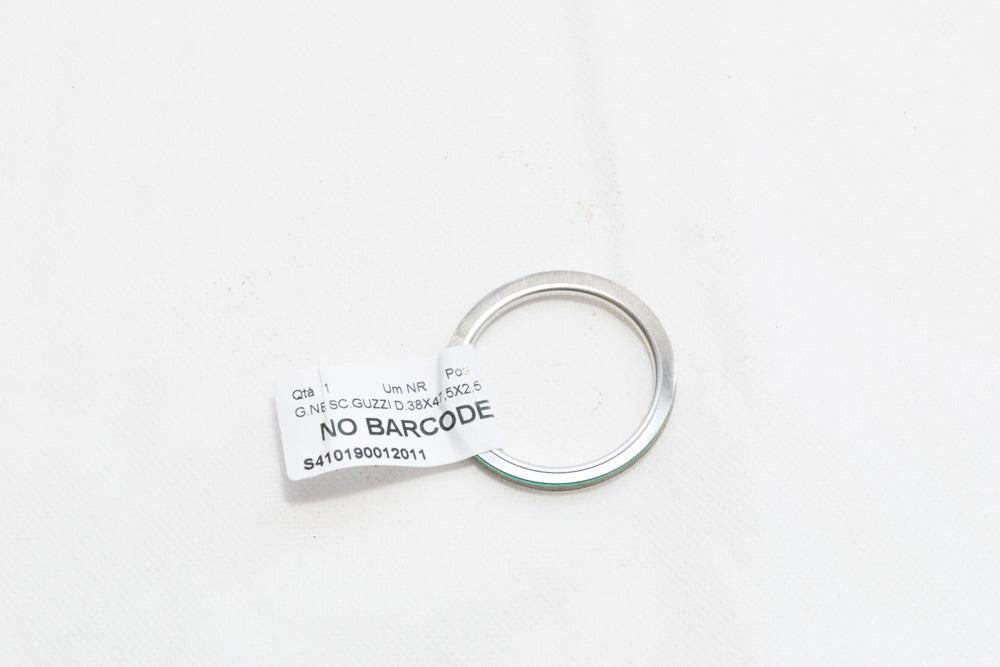 Qtà 1 Um NR Pos
G.NE SC.GUZZI D.38X47,5X2.5
NO BARCODE
S410190012011